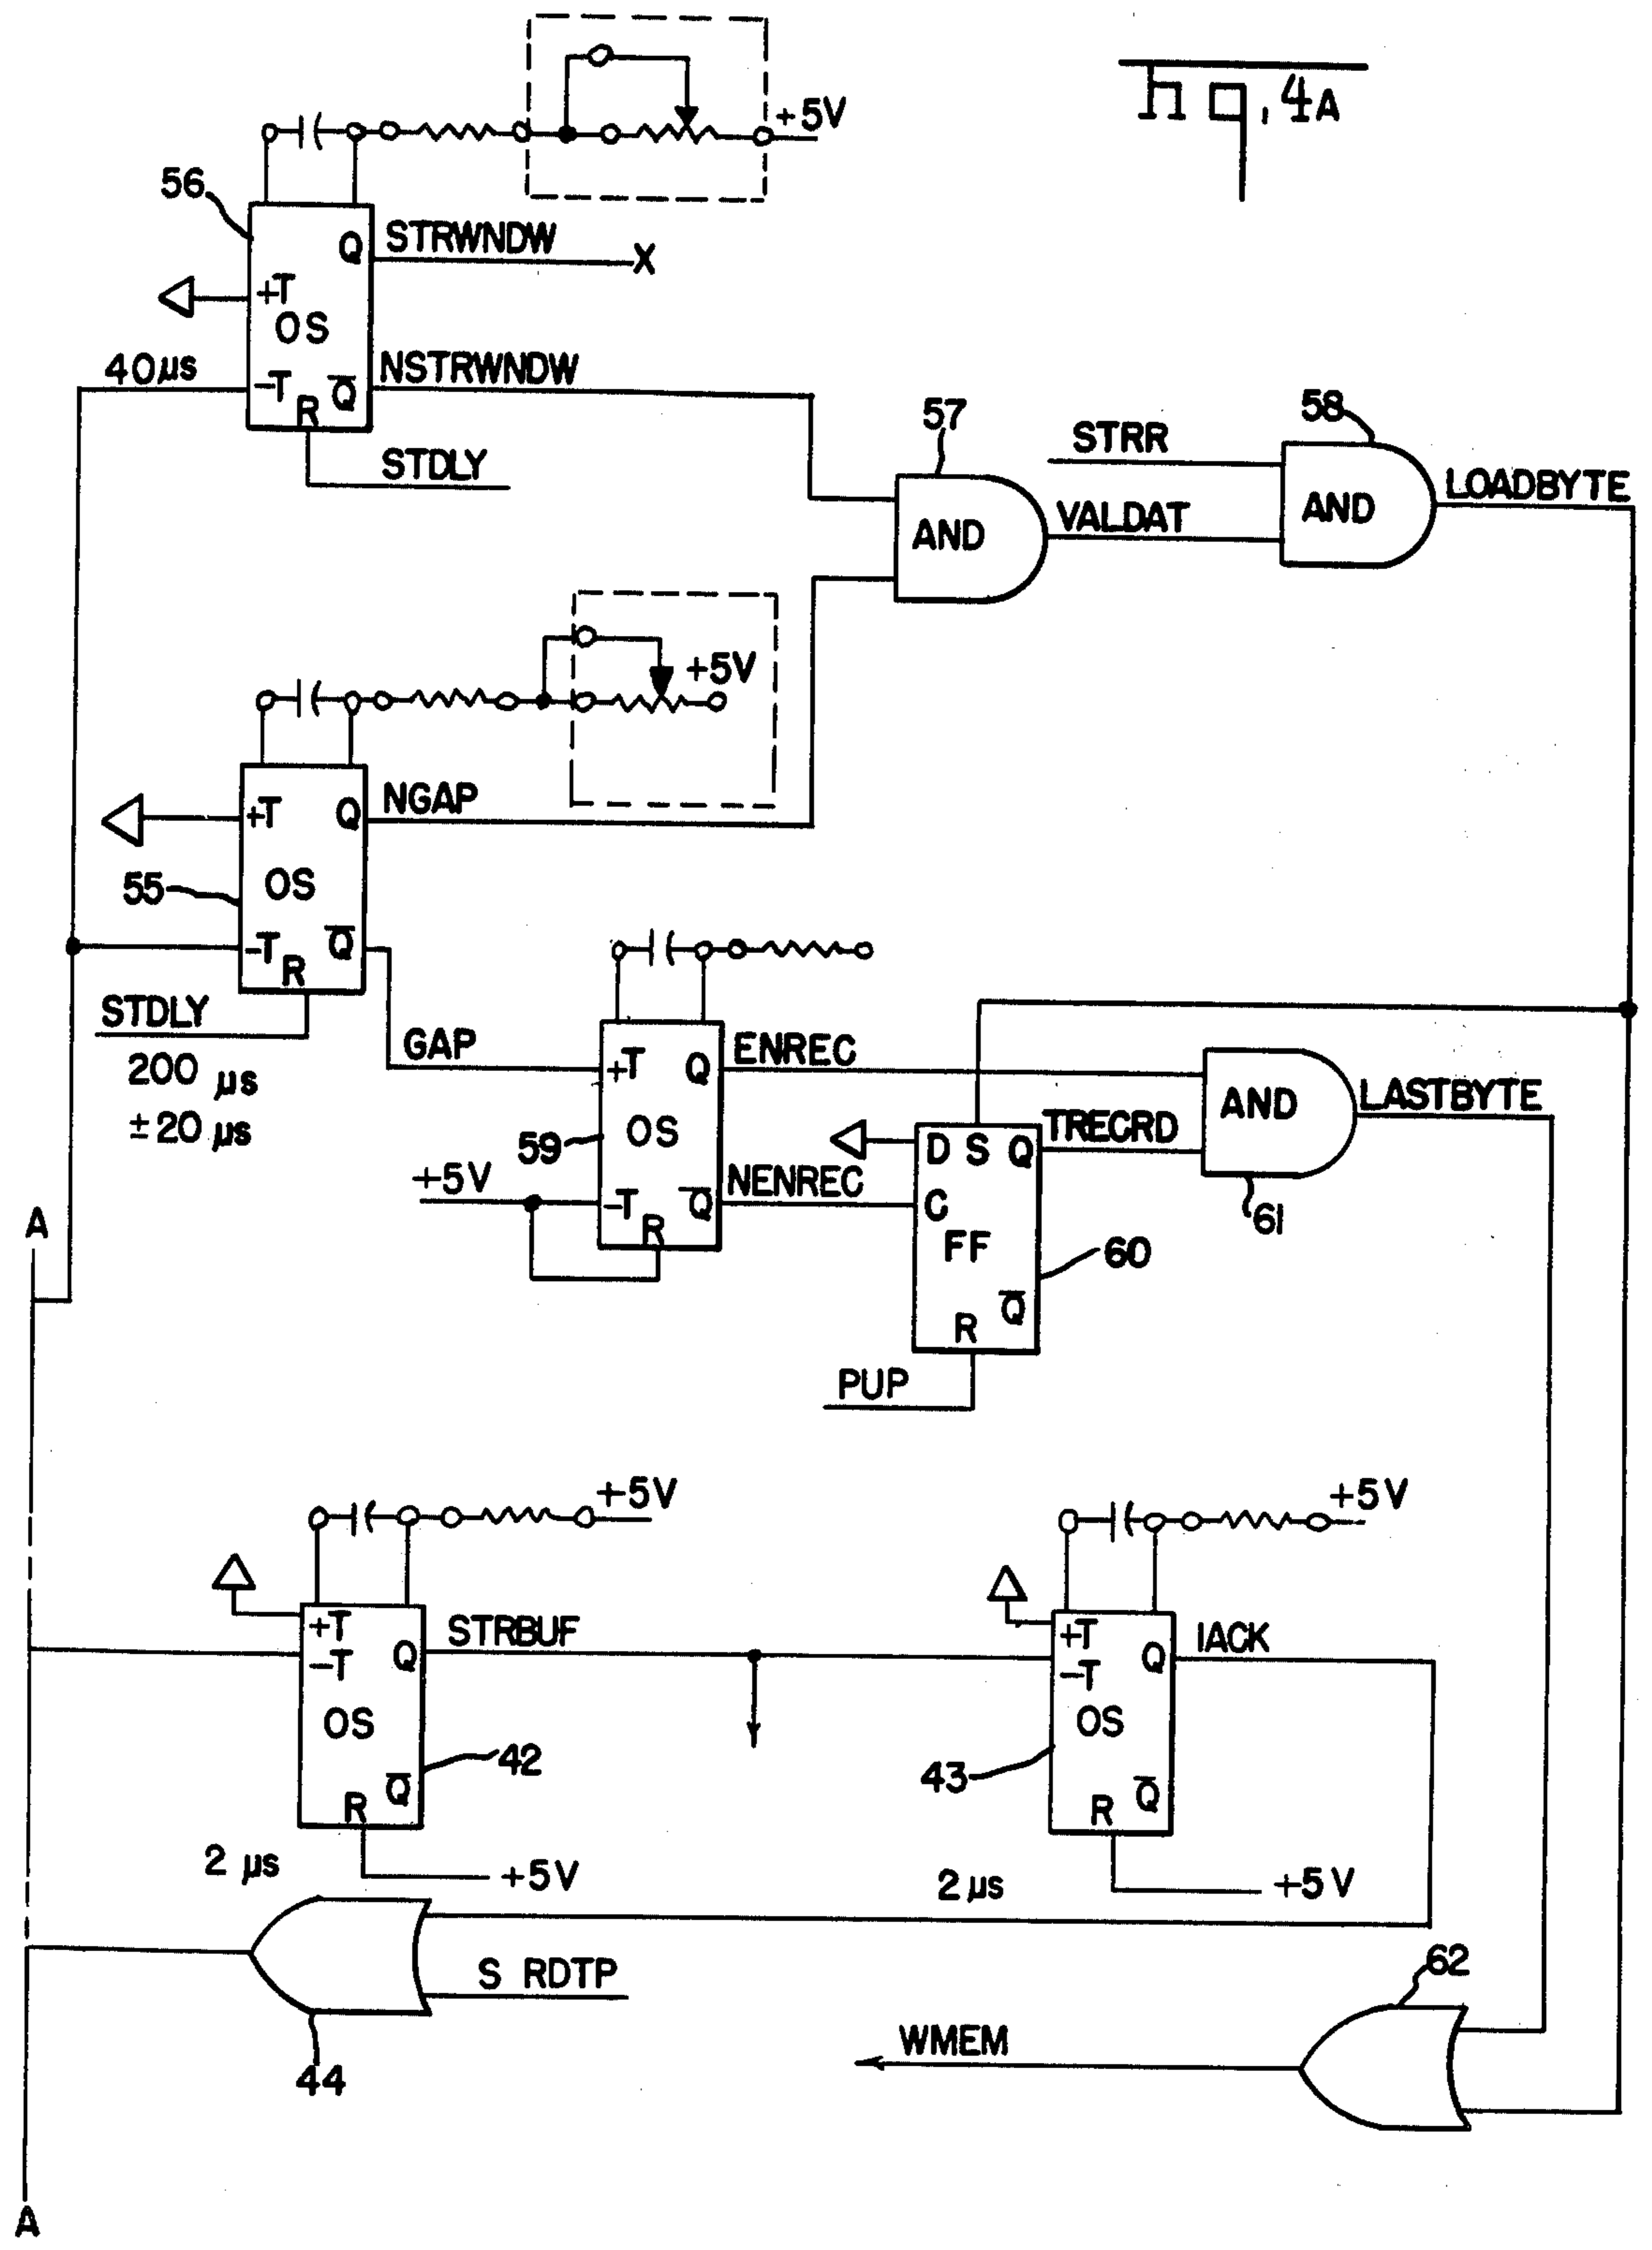 Fig. 4A
+5V
56
Q
STRWNDW
X
+T
OS
40 µs
-T
R
Q̅
NSTRWNDW
STDLY
57
AND
58
STRR
VALDAT
AND
LOADBYTE
+5V
+T
Q
NGAP
55
OS
-T
R
Q̅
STDLY
200 µs
±20 µs
GAP
+T
Q
ENREC
59
OS
+5V
-T
R
Q̅
NENREC
D S Q
TRECRD
C
FF
60
Q̅
R
PUP
AND
LASTBYTE
61
A
+5V
+T
-T
Q
STRBUF
OS
42
Q̅
R
2 µs
+5V
+5V
+T
-T
Q
IACK
OS
43
Q̅
R
2 µs
+5V
S RDTP
44
62
WMEM
A